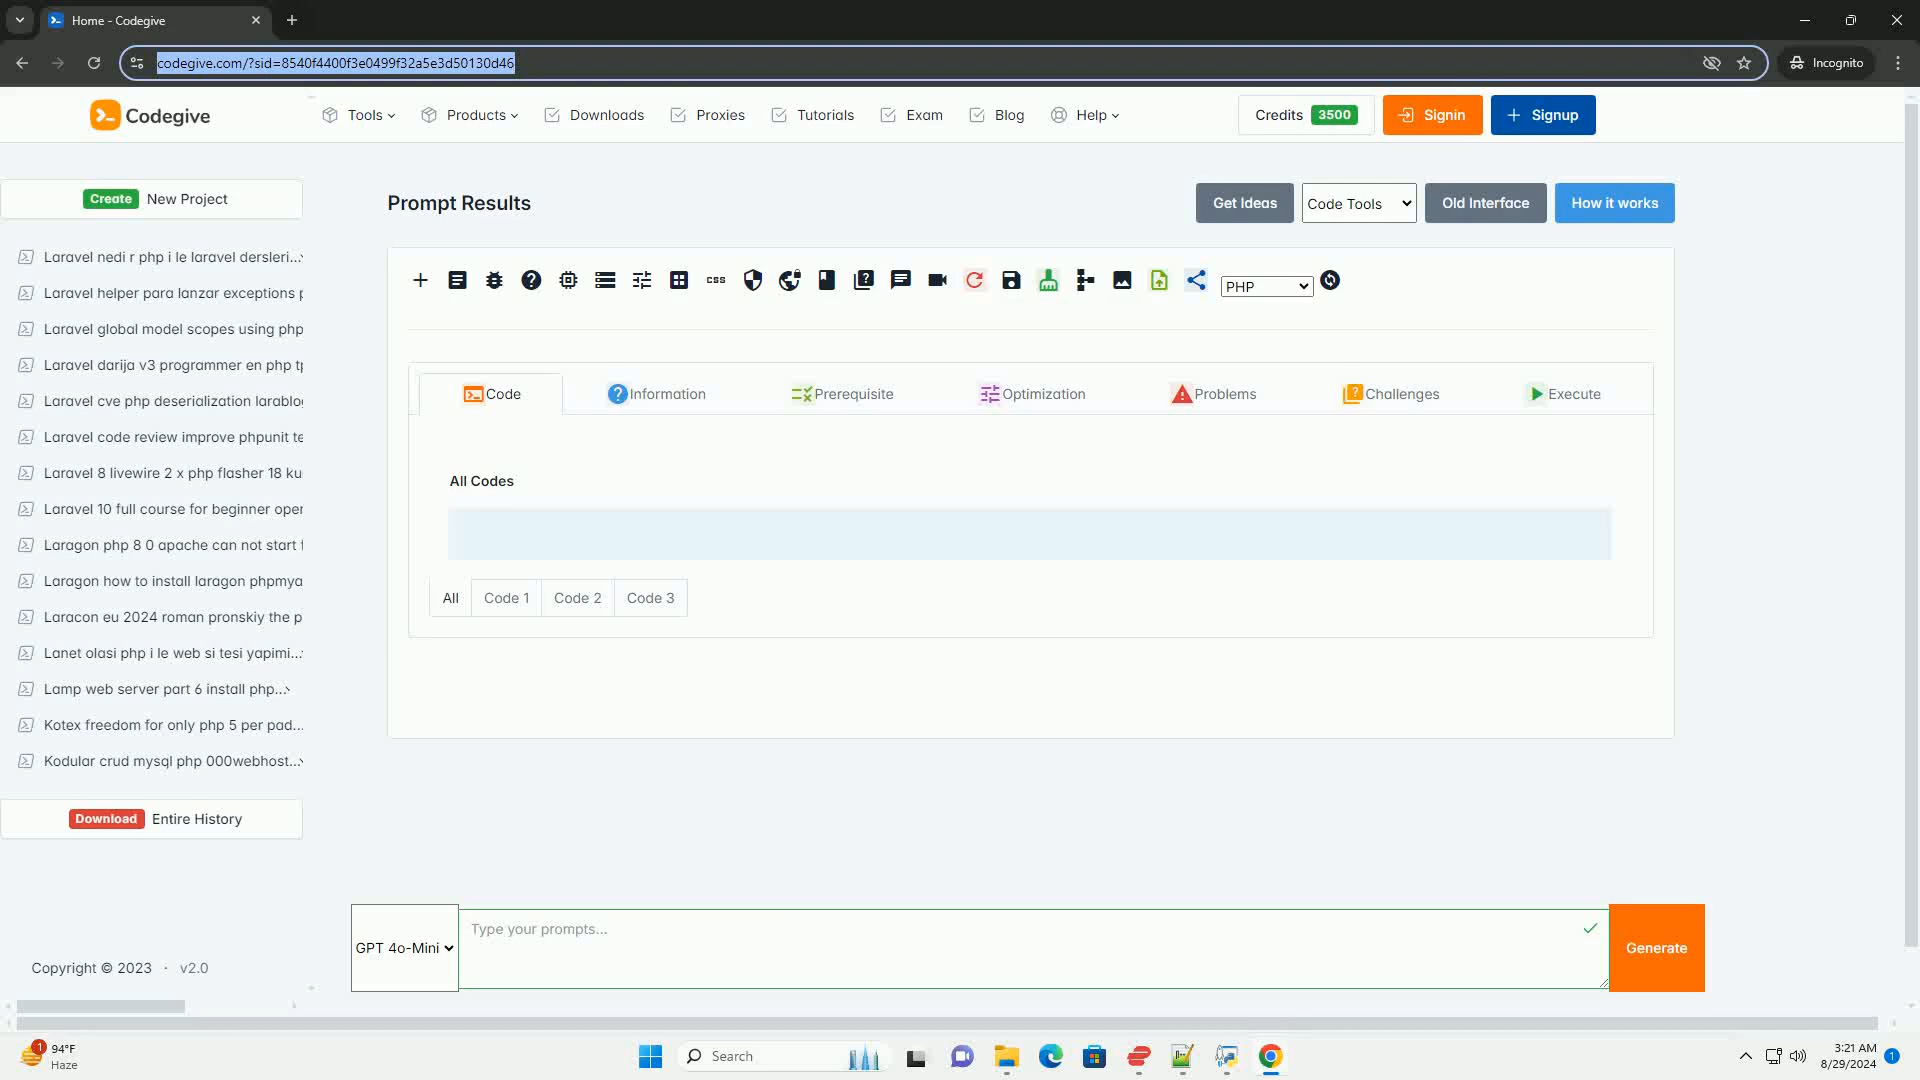 Home - Codegive
codegive.com/?sid=8540f4400f3e0499f32a5e3d50130d46
Incognito
Codegive
Tools
Products
Downloads
Proxies
Tutorials
Exam
Blog
Help
Credits 3500
Signin
Signup
Create New Project
Laravel nedi r php i le laravel dersleri...
Laravel helper para lanzar exceptions p
Laravel global model scopes using php
Laravel darija v3 programmer en php tp
Laravel cve php deserialization larablo
Laravel code review improve phpunit te
Laravel 8 livewire 2 x php flasher 18 ku
Laravel 10 full course for beginner oper
Laragon php 8 0 apache can not start f
Laragon how to install laragon phpmya
Laracon eu 2024 roman pronskiy the p
Lanet olasi php i le web si tesi yapimi...
Lamp web server part 6 install php...
Kotex freedom for only php 5 per pad...
Kodular crud mysql php 000webhost...
Download Entire History
Copyright © 2023 · v2.0
Prompt Results
Get Ideas
Code Tools
Old Interface
How it works
css
PHP
Code
Information
Prerequisite
Optimization
Problems
Challenges
Execute
All Codes
All
Code 1
Code 2
Code 3
GPT 4o-Mini
Type your prompts...
Generate
1
94°F
Haze
Search
3:21 AM
8/29/2024
1